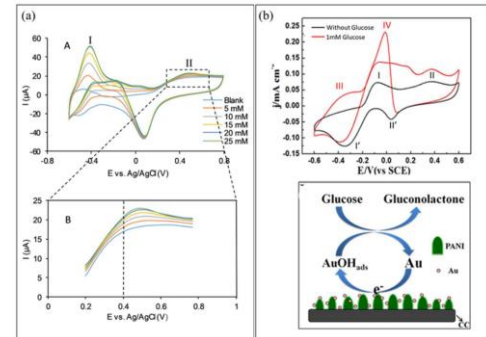 (a)
I
A
II
I (µA)
60
40
20
0
-20
-40
-60
-0.8
-0.4
0
0.4
0.8
E vs. Ag/AgCl(V)
Blank
5 mM
10 mM
15 mM
20 mM
25 mM
B
I (µA)
25
20
15
10
5
0
0
0.2
0.4
0.6
0.8
1
E vs. Ag/AgCl(V)
(b)
Without Glucose
1mM Glucose
IV
III
I
II
I'
II'
0.25
0.20
0.15
0.10
0.05
0.00
-0.05
-0.10
-0.15
-0.6
-0.4
-0.2
0.0
0.2
0.4
0.6
E/V(vs SCE)
Glucose
Gluconolactone
AuOHads
Au
e-
PANI
Au
CC